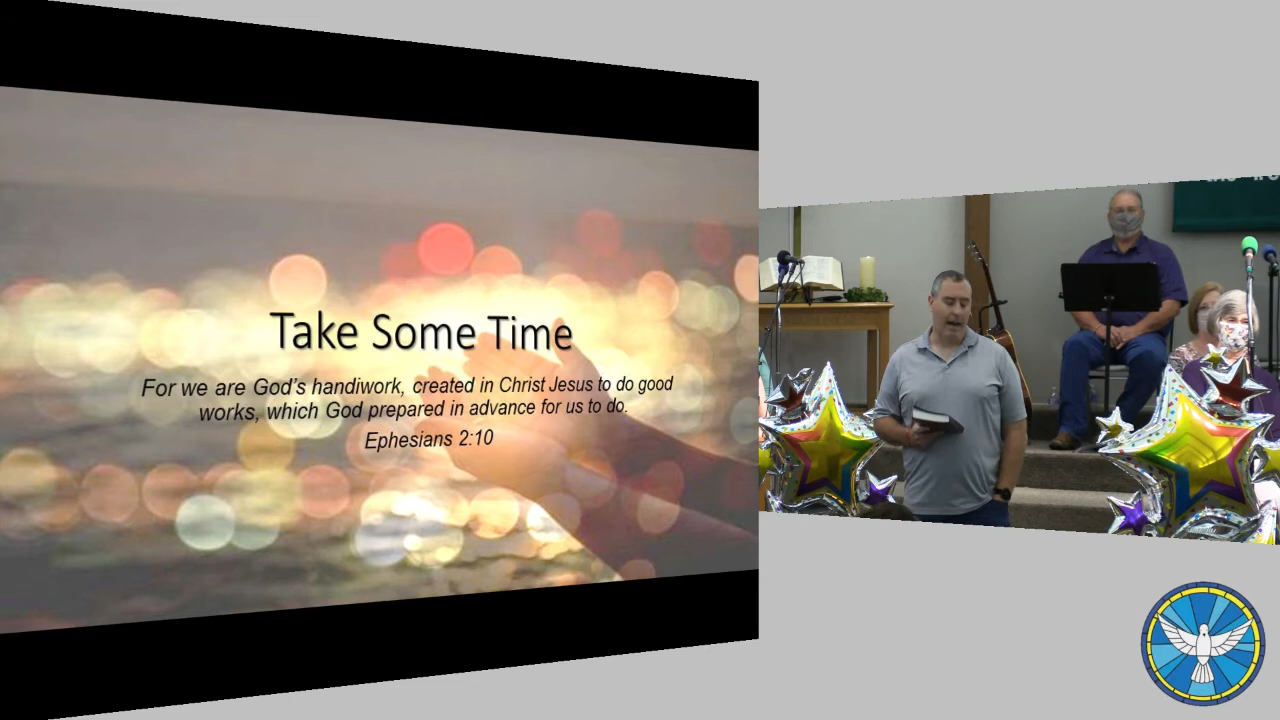 Take Some Time
For we are God's handiwork, created in Christ Jesus to do good
works, which God prepared in advance for us to do.
Ephesians 2:10